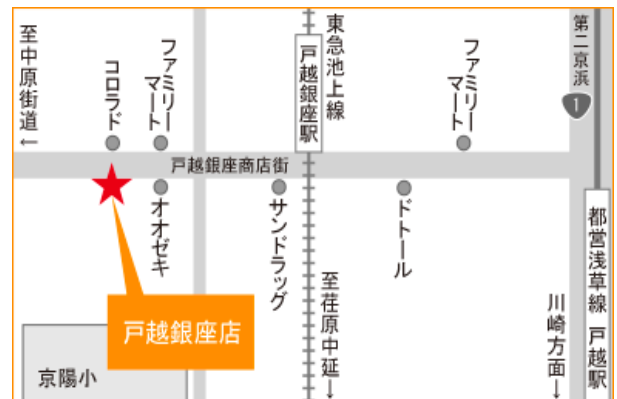 至中原街道←
コロラド
ファミリー
マート
東急池上線
戸越銀座駅
ファミリー
マート
第二京浜
1
戸越銀座商店街
オオゼキ
サンドラッグ
ドトール
都営浅草線 戸越駅
至荏原中延→
川崎方面→
戸越銀座店
京陽小